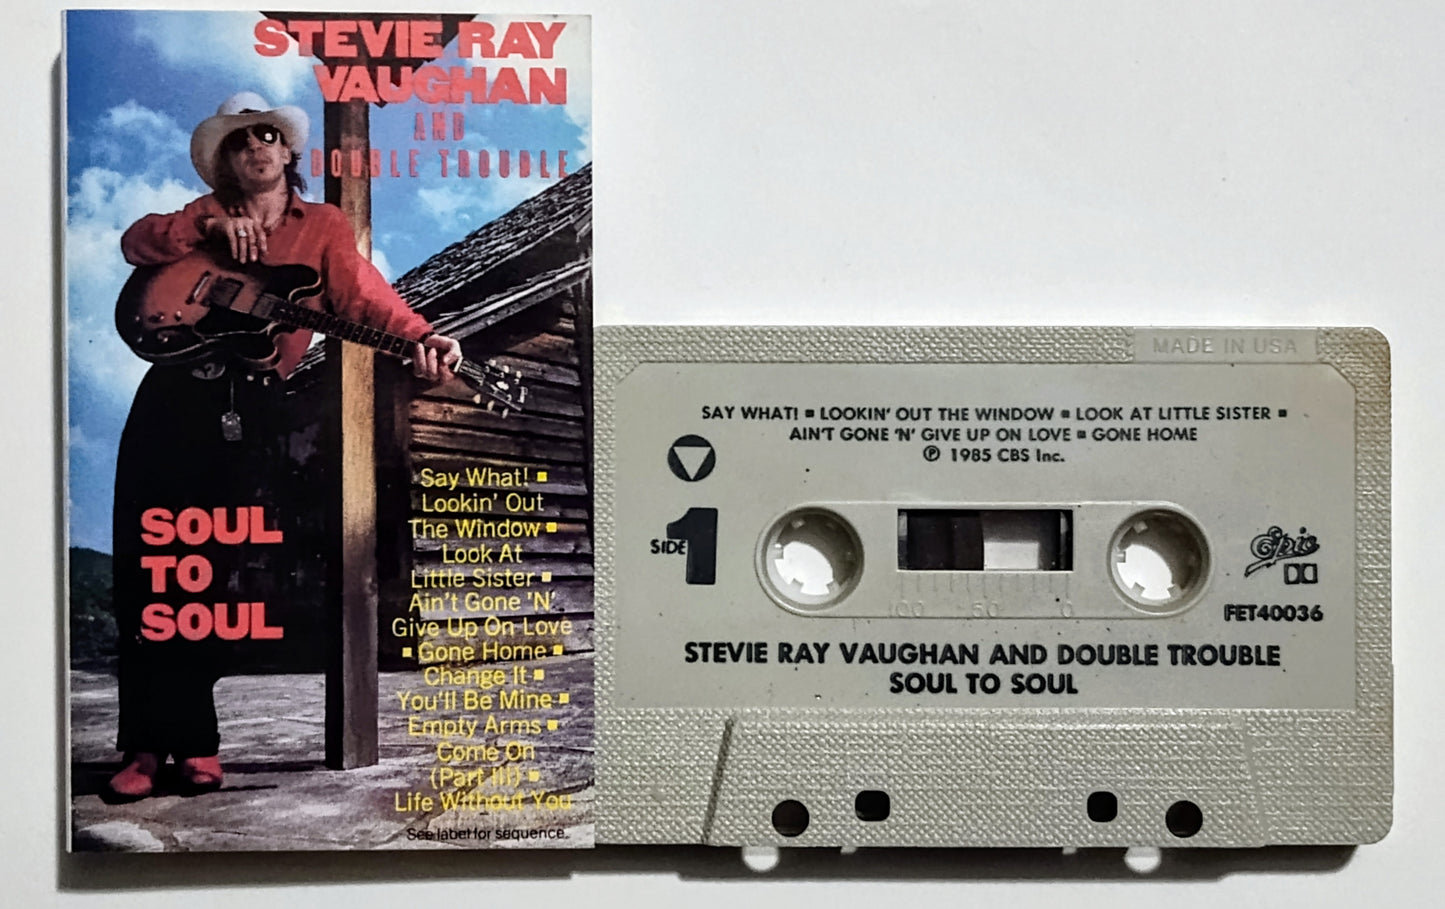 STEVIE RAY
VAUGHAN
AND
DOUBLE TROUBLE
SOUL
TO
SOUL
Say What! ▪
Lookin' Out
The Window ▪
Look At
Little Sister ▪
Ain't Gone 'N'
Give Up On Love
▪ Gone Home ▪
Change It ▪
You'll Be Mine ▪
Empty Arms ▪
Come On
(Part III) ▪
Life Without You
See label for sequence.
MADE IN USA
SAY WHAT! ▪ LOOKIN' OUT THE WINDOW ▪ LOOK AT LITTLE SISTER ▪
AIN'T GONE 'N' GIVE UP ON LOVE ▪ GONE HOME
℗ 1985 CBS Inc.
SIDE 1
100 50 0
Epic
FET40036
STEVIE RAY VAUGHAN AND DOUBLE TROUBLE
SOUL TO SOUL